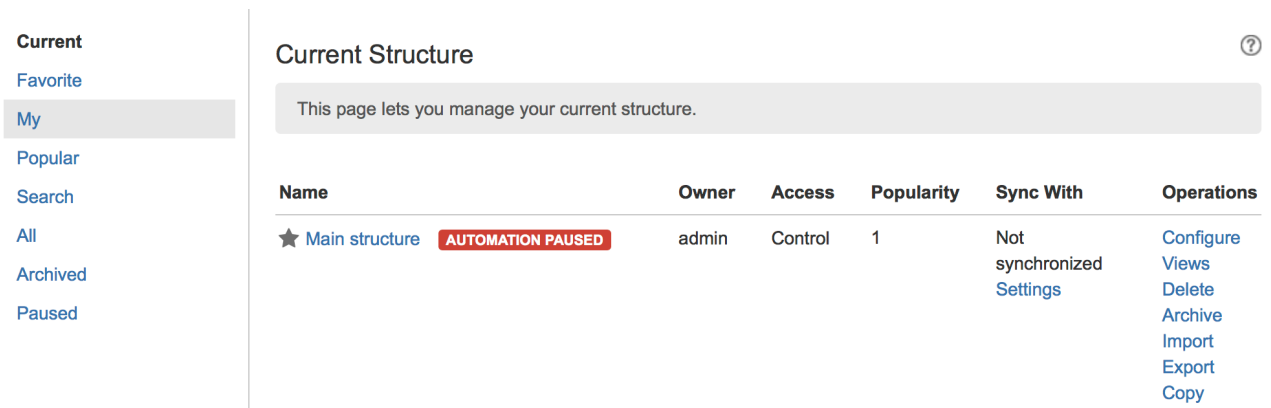 Current
Favorite
My
Popular
Search
All
Archived
Paused
Current Structure
?
This page lets you manage your current structure.
Name Owner Access Popularity Sync With Operations
Main structure AUTOMATION PAUSED admin Control 1 Not Configure
synchronized Views
Settings Delete
Archive
Import
Export
Copy